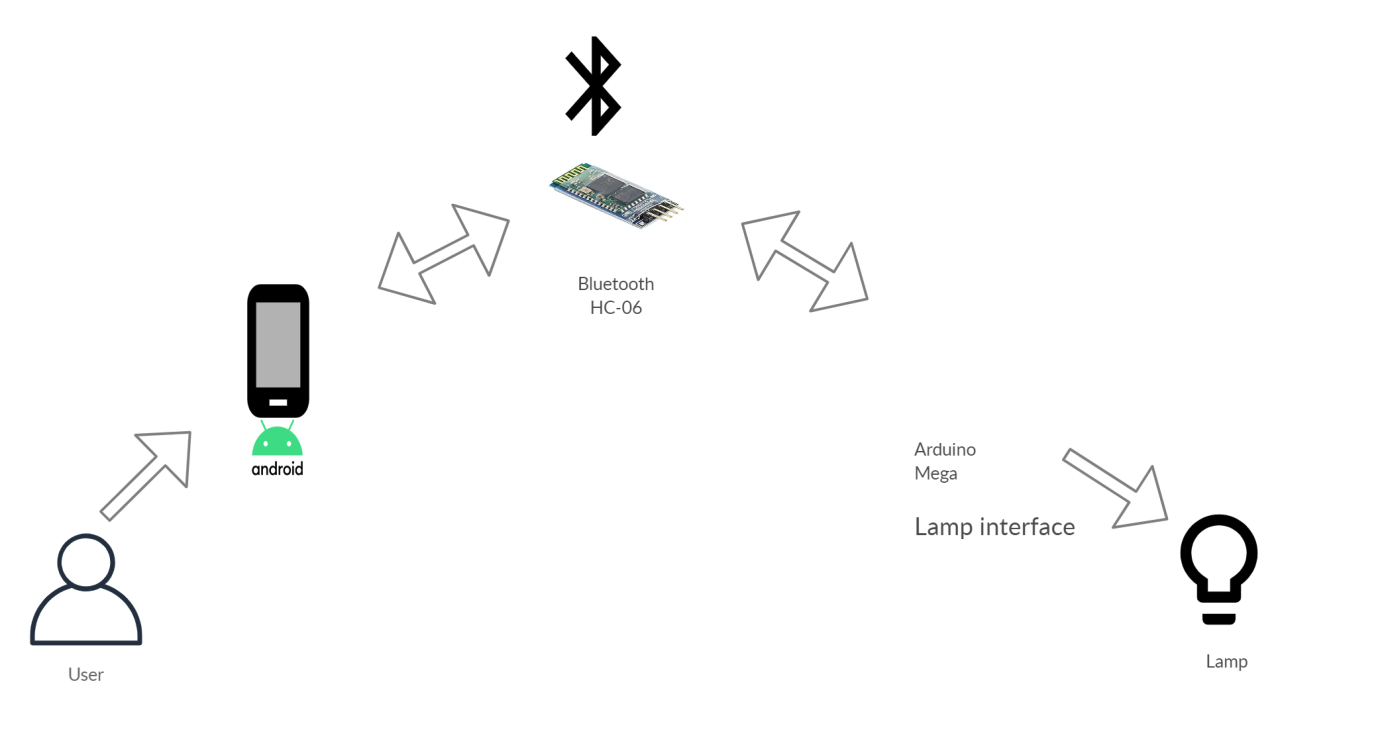 Bluetooth
HC-06
android
Arduino
Mega
Lamp interface
User
Lamp